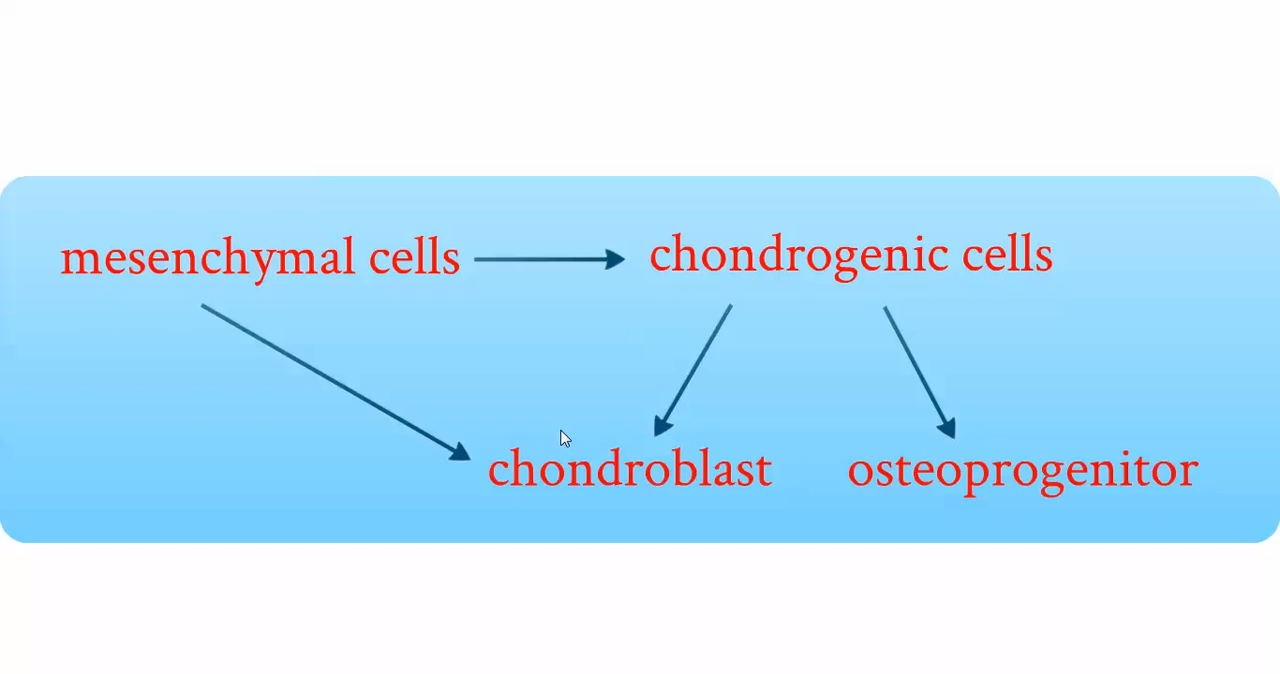 mesenchymal cells
chondrogenic cells
chondroblast
osteoprogenitor